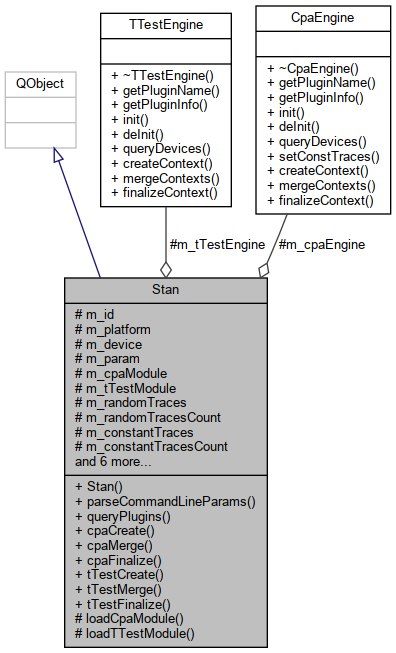 TTestEngine
+ ~TTestEngine()
+ getPluginName()
+ getPluginInfo()
+ init()
+ deInit()
+ queryDevices()
+ createContext()
+ mergeContexts()
+ finalizeContext()
CpaEngine
+ ~CpaEngine()
+ getPluginName()
+ getPluginInfo()
+ init()
+ deInit()
+ queryDevices()
+ setConstTraces()
+ createContext()
+ mergeContexts()
+ finalizeContext()
QObject
#m_tTestEngine
#m_cpaEngine
Stan
# m_id
# m_platform
# m_device
# m_param
# m_cpaModule
# m_tTestModule
# m_randomTraces
# m_randomTracesCount
# m_constantTraces
# m_constantTracesCount
and 6 more...
+ Stan()
+ parseCommandLineParams()
+ queryPlugins()
+ cpaCreate()
+ cpaMerge()
+ cpaFinalize()
+ tTestCreate()
+ tTestMerge()
+ tTestFinalize()
# loadCpaModule()
# loadTTestModule()